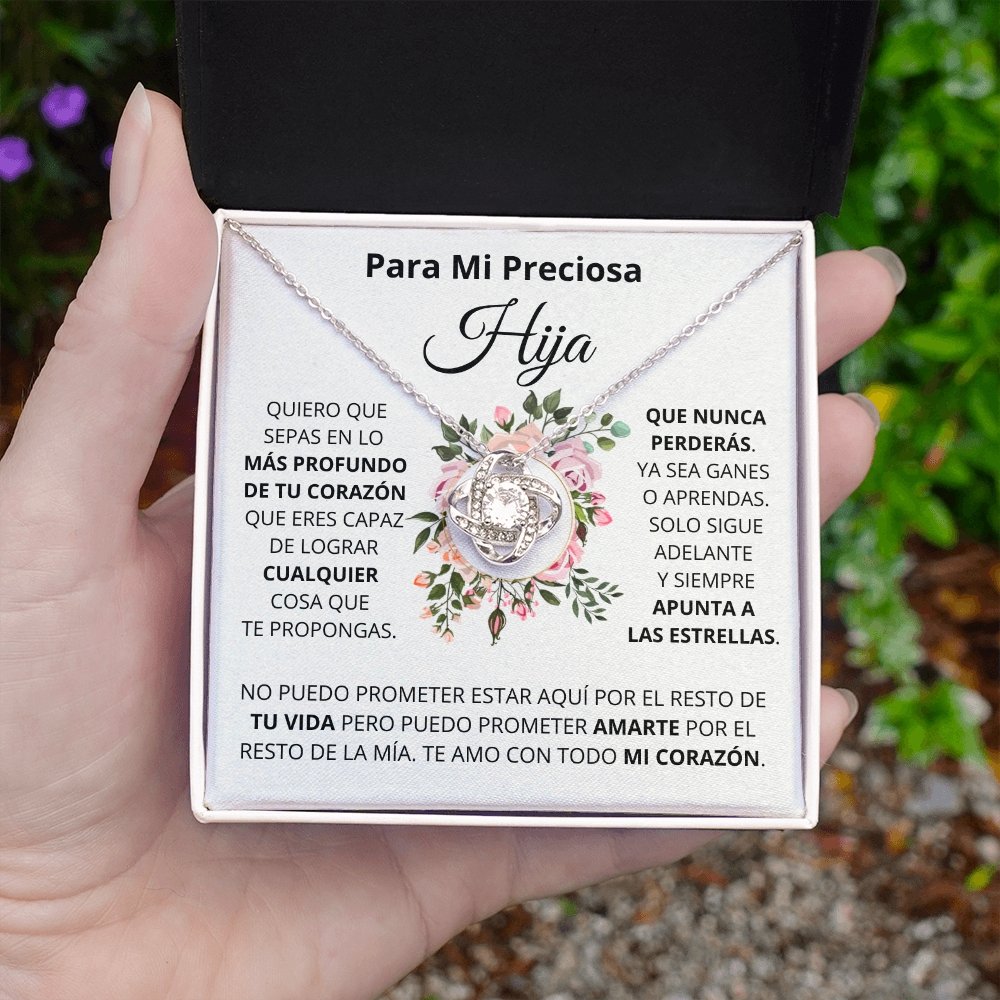 Para Mi Preciosa
Hija
QUIERO QUE
SEPAS EN LO
MÁS PROFUNDO
DE TU CORAZÓN
QUE ERES CAPAZ
DE LOGRAR
CUALQUIER
COSA QUE
TE PROPONGAS.
QUE NUNCA
PERDERÁS.
YA SEA GANES
O APRENDAS.
SOLO SIGUE
ADELANTE
Y SIEMPRE
APUNTA A
LAS ESTRELLAS.
NO PUEDO PROMETER ESTAR AQUÍ POR EL RESTO DE
TU VIDA PERO PUEDO PROMETER AMARTE POR EL
RESTO DE LA MÍA. TE AMO CON TODO MI CORAZÓN.